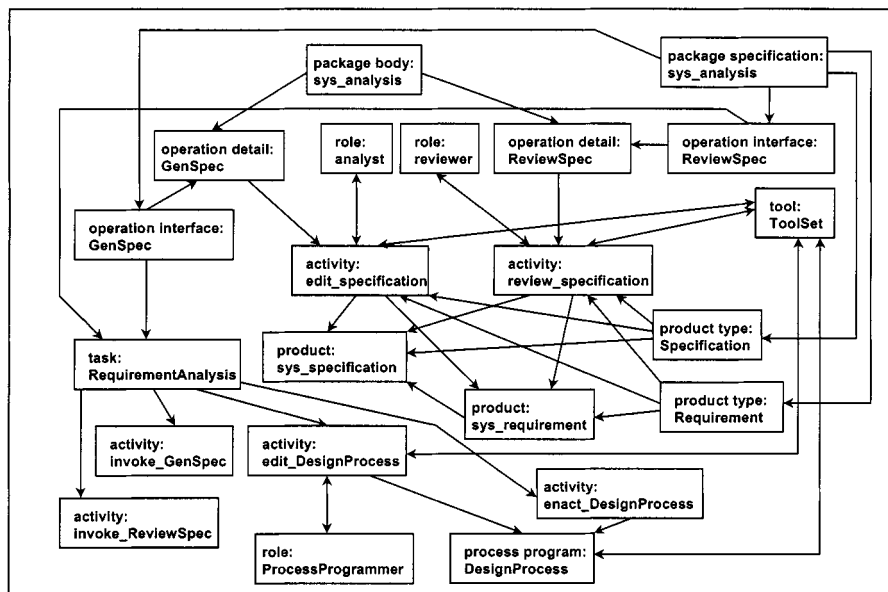 package body:
sys_analysis
package specification:
sys_analysis
operation detail:
GenSpec
role:
analyst
role:
reviewer
operation detail:
ReviewSpec
operation interface:
ReviewSpec
operation interface:
GenSpec
tool:
ToolSet
activity:
edit_specification
activity:
review_specification
task:
RequirementAnalysis
product:
sys_specification
product type:
Specification
product:
sys_requirement
product type:
Requirement
activity:
invoke_GenSpec
activity:
edit_DesignProcess
activity:
enact_DesignProcess
activity:
invoke_ReviewSpec
role:
ProcessProgrammer
process program:
DesignProcess